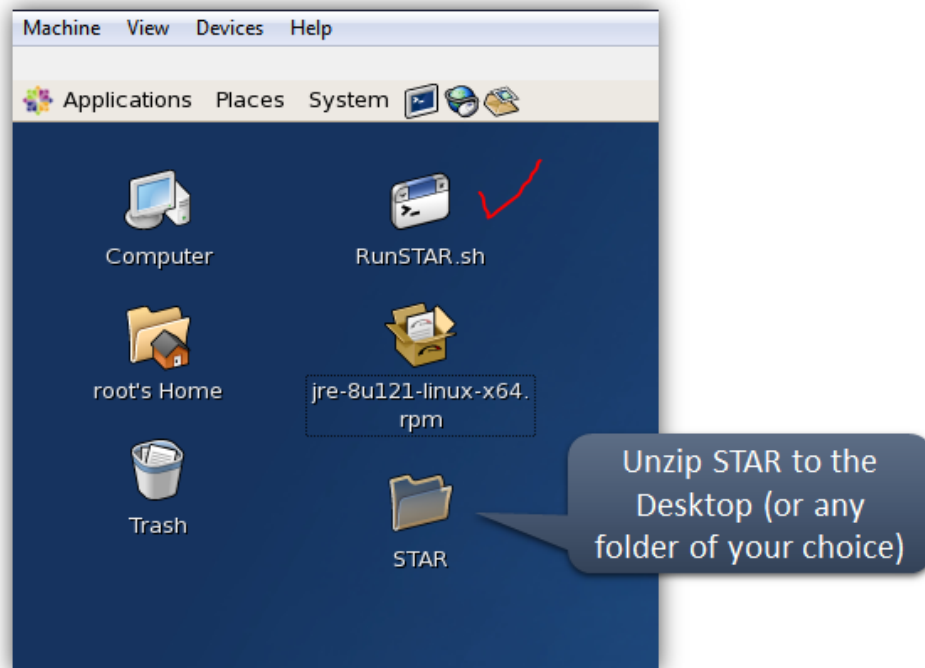 Machine View Devices Help
Applications Places System
Computer
RunSTAR.sh
root's Home
jre-8u121-linux-x64.
rpm
Trash
STAR
Unzip STAR to the
Desktop (or any
folder of your choice)